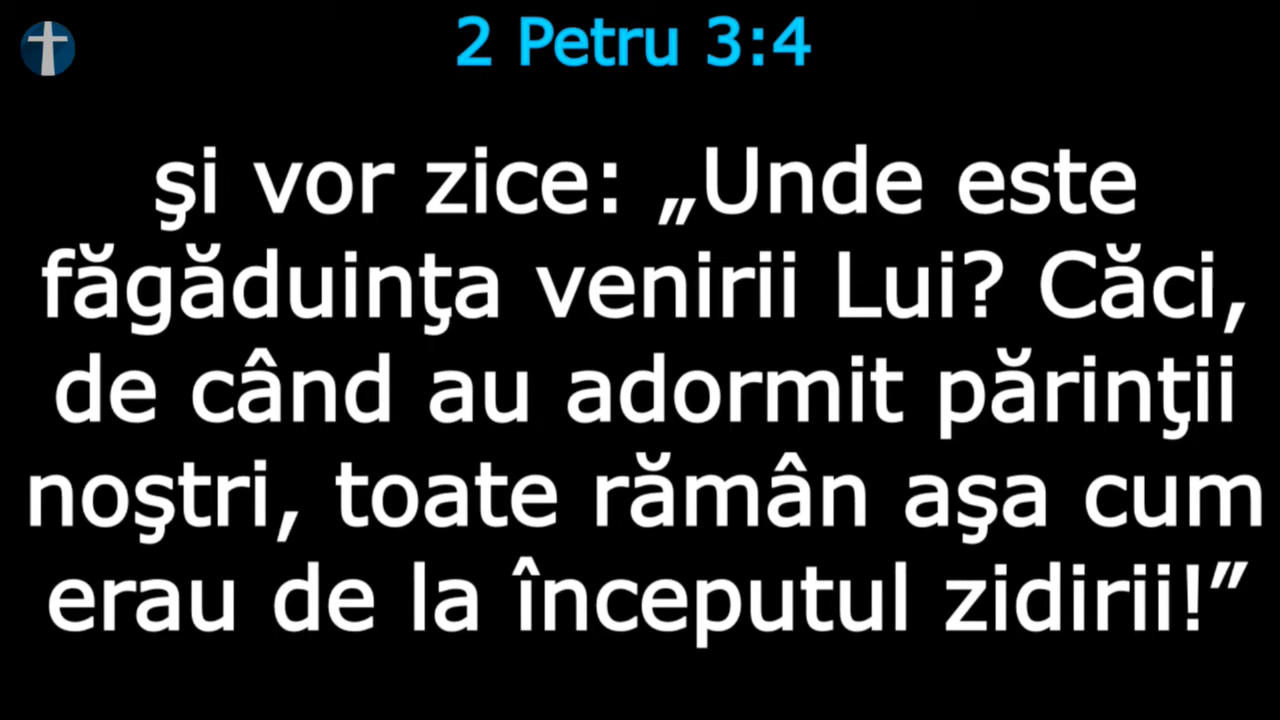 2 Petru 3:4
şi vor zice: „Unde este
făgăduinţa venirii Lui? Căci,
de când au adormit părinţii
noştri, toate rămân aşa cum
erau de la începutul zidirii!”